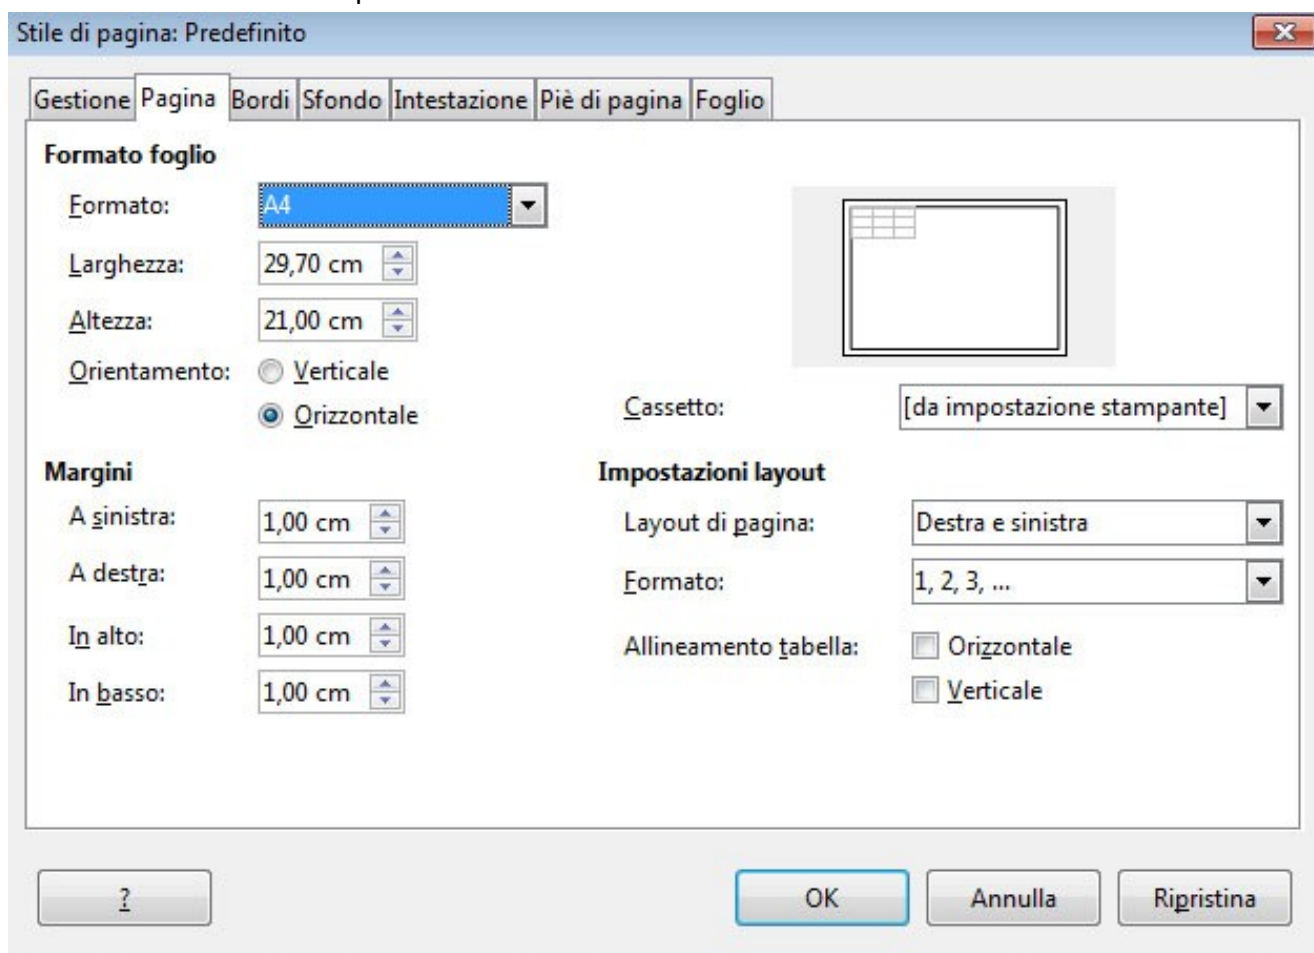 Stile di pagina: Predefinito
Gestione Pagina Bordi Sfondo Intestazione Piè di pagina Foglio
Formato foglio
Formato: A4
Larghezza: 29,70 cm
Altezza: 21,00 cm
Orientamento: Verticale
Orizzontale
Cassetto: [da impostazione stampante]
Margini
A sinistra: 1,00 cm
A destra: 1,00 cm
In alto: 1,00 cm
In basso: 1,00 cm
Impostazioni layout
Layout di pagina: Destra e sinistra
Formato: 1, 2, 3, ...
Allineamento tabella: Orizzontale
Verticale
? OK Annulla Ripristina